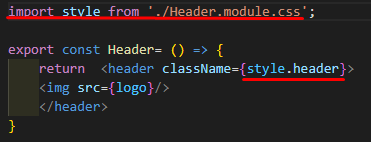 import style from './Header.module.css';
export const Header= () => {
return <header className={style.header}>
<img src={logo}/>
</header>
}